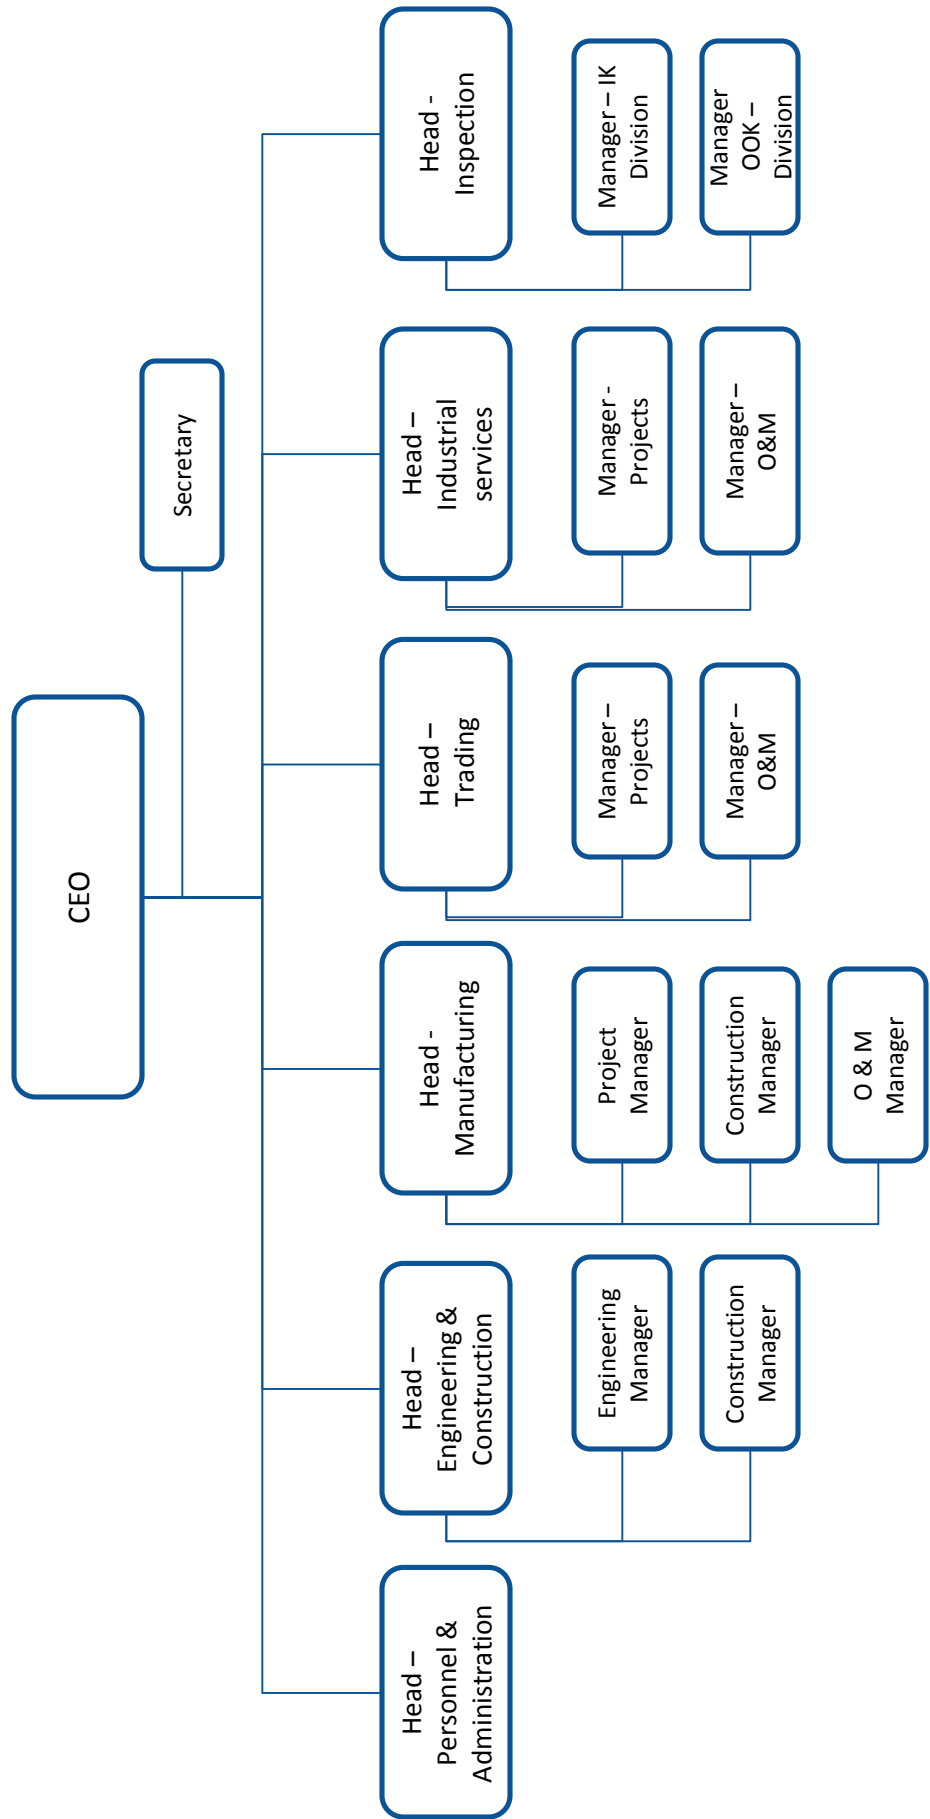 CEO
Secretary
Head –
Personnel &
Administration
Head –
Engineering &
Construction
Head -
Manufacturing
Head –
Trading
Head –
Industrial
services
Head -
Inspection
Engineering
Manager
Construction
Manager
Project
Manager
Construction
Manager
O & M
Manager
Manager –
Projects
Manager –
O&M
Manager -
Projects
Manager –
O&M
Manager – IK
Division
Manager
OOK –
Division